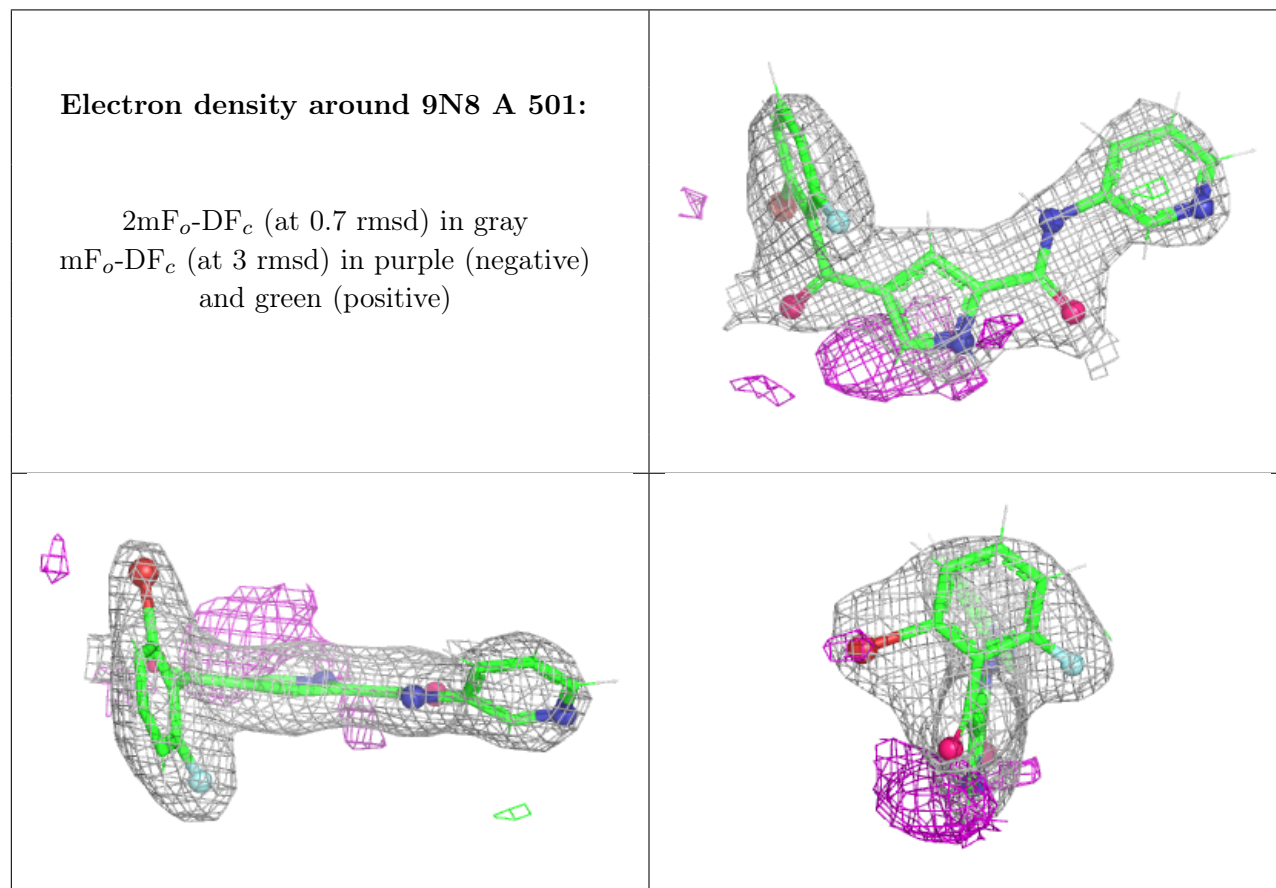 Electron density around 9N8 A 501:
2mFₒ-DF𝒸 (at 0.7 rmsd) in gray
mFₒ-DF𝒸 (at 3 rmsd) in purple (negative)
and green (positive)